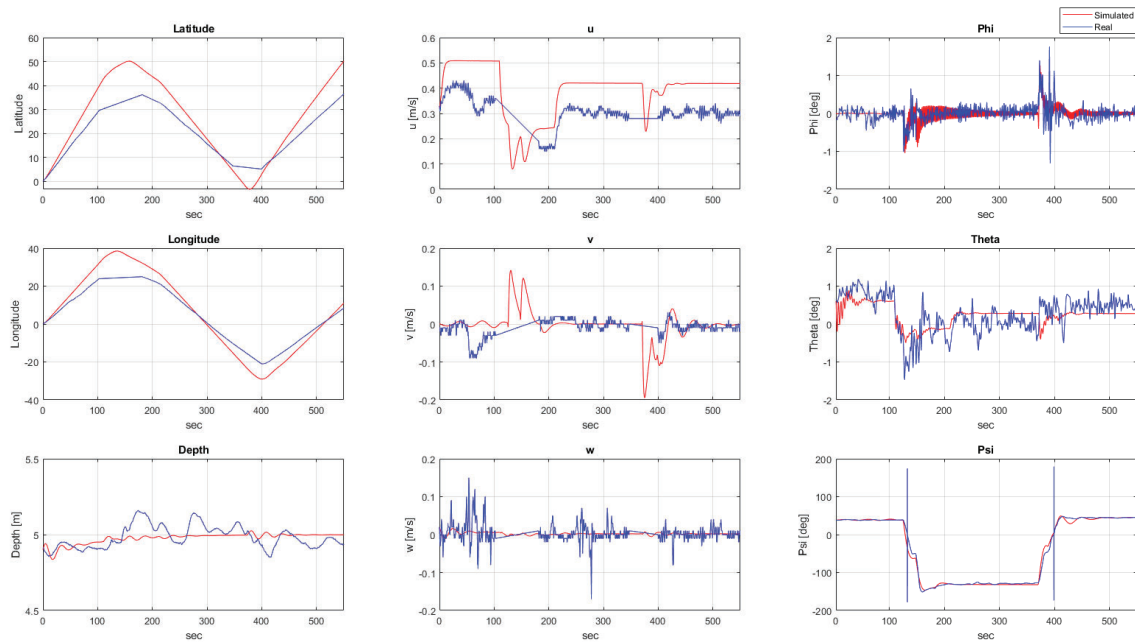 Simulated
Real
Latitude
60
50
40
30
20
10
0
Latitude
0 100 200 300 400 500
sec
u
0.6
0.5
0.4
0.3
0.2
0.1
0
u [m/s]
0 100 200 300 400 500
sec
Phi
2
1
0
-1
-2
Phi [deg]
0 100 200 300 400 500
sec
Longitude
40
20
0
-20
-40
Longitude
0 100 200 300 400 500
sec
v
0.2
0.1
0
-0.1
-0.2
v [m/s]
0 100 200 300 400 500
sec
Theta
2
1
0
1
2
Theta [deg]
0 100 200 300 400 500
sec
Depth
5.5
5
4.5
Depth [m]
0 100 200 300 400 500
sec
w
0.2
0.1
0
-0.1
-0.2
w [m/s]
0 100 200 300 400 500
sec
Psi
200
100
0
-100
-200
Psi [deg]
0 100 200 300 400 500
sec